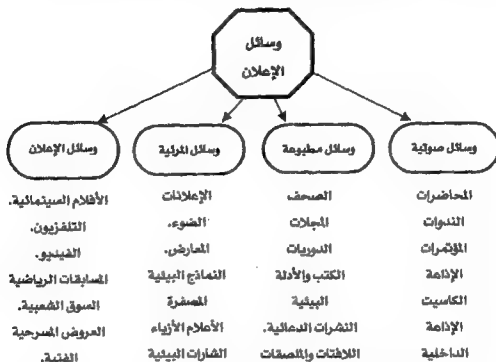 وسائل
الإعلان
وسائل صوتية
وسائل مطبوعة
وسائل المرئية
وسائل الإعلان
المحاضرات
الندوات
المؤتمرات
الإذاعة
الكاسيت
الإذاعة
الداخلية
الصحف
المجلات
الدوريات
الكتب والأدلة
البيئية
النشرات الدعائية.
اللافتات والملصقات
الإعلانات
الضوء.
المعارض.
النماذج البيئية
المصغرة
الأعلام الأزياء
الشارات البيئية
الأفلام السينمائية.
التلفزيون.
الفيديو.
المسابقات الرياضية
السوق الشعبية.
العروض المسرحية
الفنية.